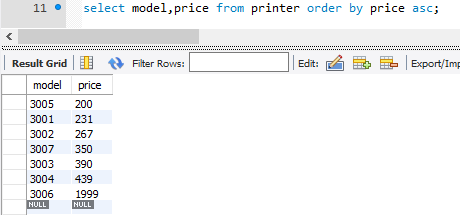 11 select model,price from printer order by price asc;
Result Grid Filter Rows: Edit: Export/Imp
model price
3005 200
3001 231
3002 267
3007 350
3003 390
3004 439
3006 1999
NULL NULL